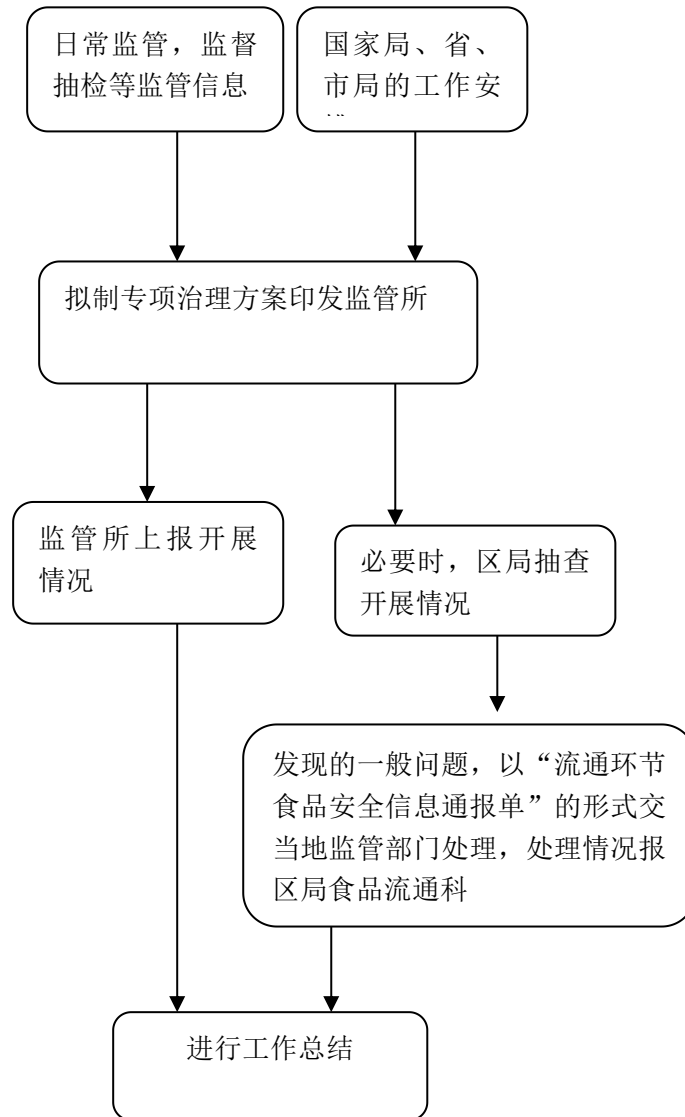 日常监管，监督
抽检等监管信息
国家局、省、
市局的工作安
拟制专项治理方案印发监管所
监管所上报开展
情况
必要时，区局抽查
开展情况
发现的一般问题，以“流通环节
食品安全信息通报单”的形式交
当地监管部门处理，处理情况报
区局食品流通科
进行工作总结